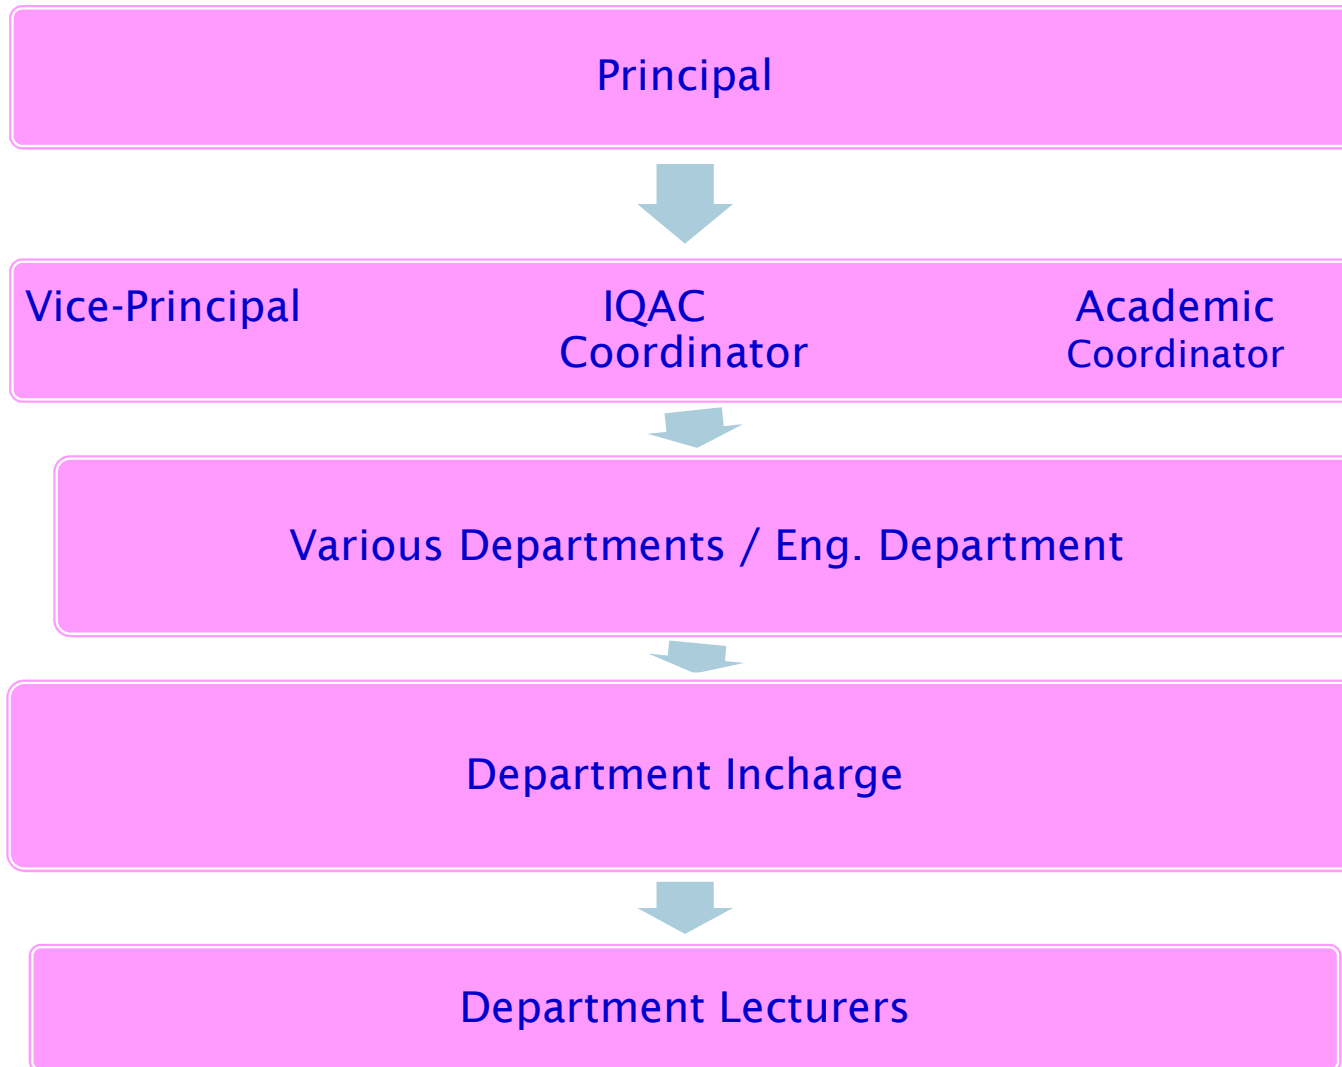 Principal
Vice-Principal IQAC Academic
Coordinator Coordinator
Various Departments / Eng. Department
Department Incharge
Department Lecturers